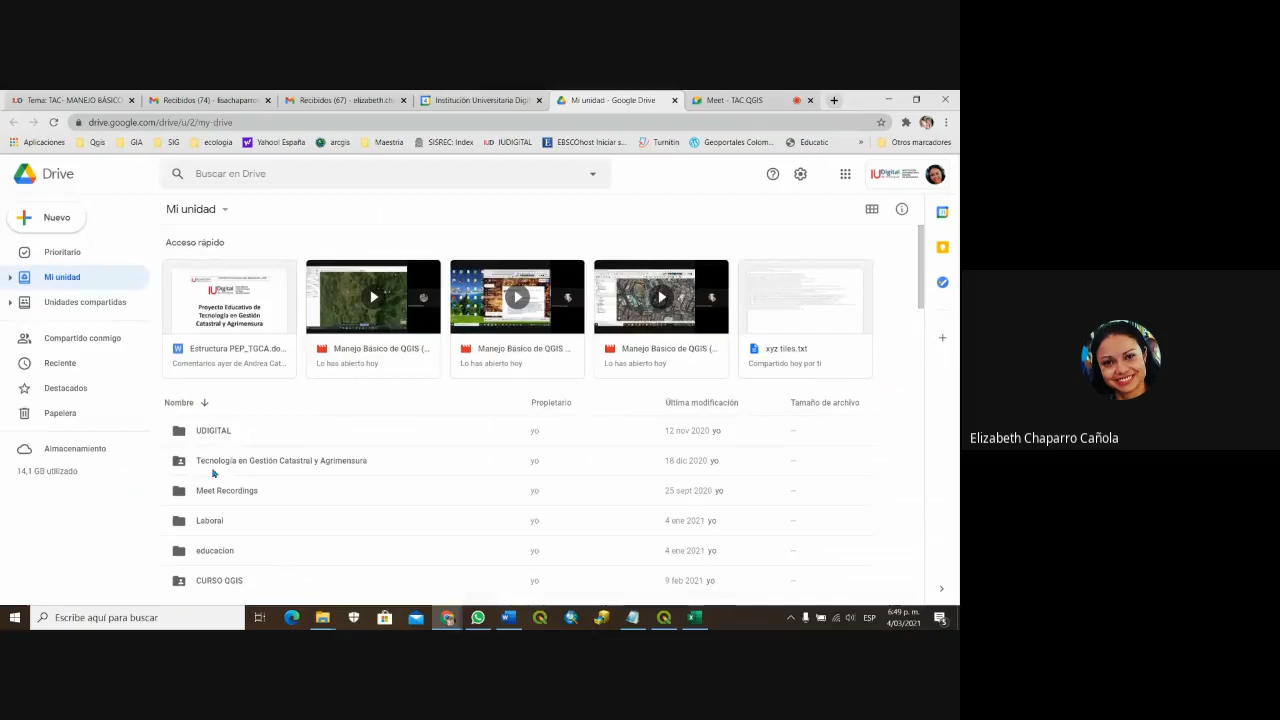 Tema: TAC- MANEJO BÁSICO
Recibidos (74) - lisachaparro
Recibidos (67) - elizabeth.ch
Institución Universitaria Digi
Mi unidad - Google Drive
Meet - TAC QGIS
drive.google.com/drive/u/2/my-drive
Aplicaciones
Qgis
GIA
SIG
ecologia
Yahoo! España
arcgis
Maestria
SISREC: Index
IUDIGITAL
EBSCOhost Iniciar s...
Turnitin
Geoportales Colom...
Educatic
»
Otros marcadores
Drive
Buscar en Drive
IUDigital
Nuevo
Mi unidad
Prioritario
Mi unidad
Unidades compartidas
Compartido conmigo
Reciente
Destacados
Papelera
Almacenamiento
14,1 GB utilizado
Acceso rápido
IUDigital
Proyecto Educativo de
Tecnología en Gestión
Catastral y Agrimensura
Estructura PEP_TGCA.do...
Comentarios ayer de Andrea Cat...
Manejo Básico de QGIS (...
Lo has abierto hoy
Manejo Básico de QGIS ...
Lo has abierto hoy
Manejo Básico de QGIS (...
Lo has abierto hoy
xyz tiles.txt
Compartido hoy por ti
Nombre
Propietario
Última modificación
Tamaño de archivo
UDIGITAL yo 12 nov 2020 yo —
Tecnología en Gestión Catastral y Agrimensura yo 18 dic 2020 yo —
Meet Recordings yo 25 sept 2020 yo —
Laboral yo 4 ene 2021 yo —
educacion yo 4 ene 2021 yo —
CURSO QGIS yo 9 feb 2021 yo —
Escribe aquí para buscar
ESP
6:49 p. m.
4/03/2021
Elizabeth Chaparro Cañola